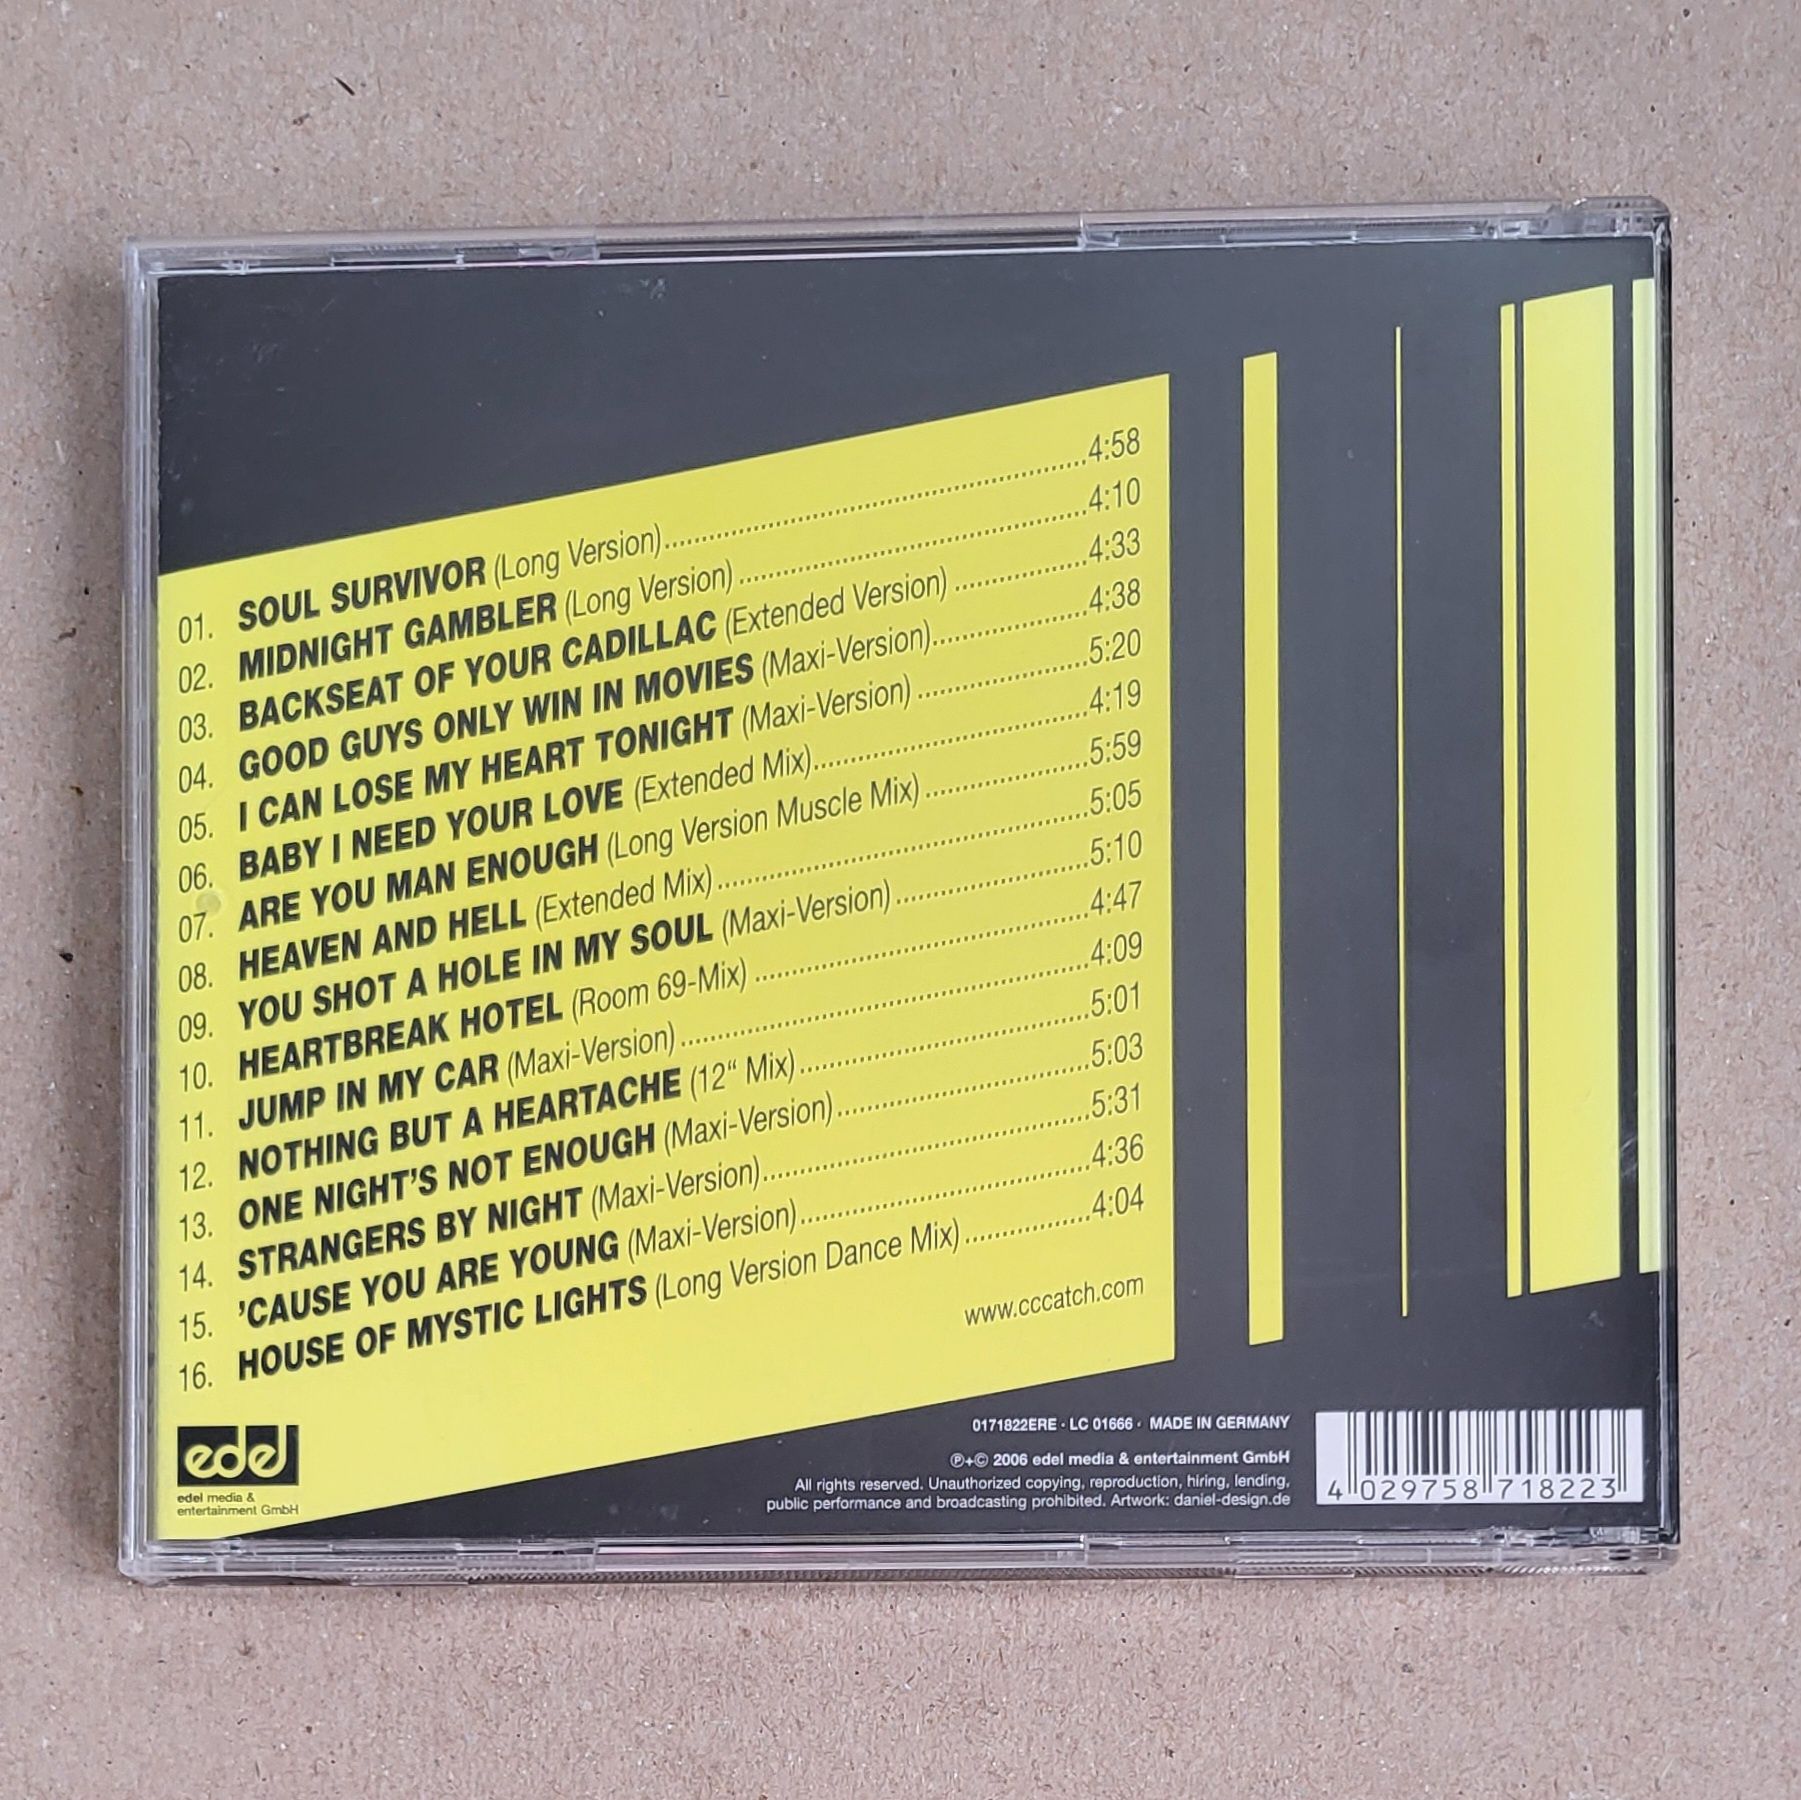 01. SOUL SURVIVOR (Long Version)..........4:58
02. MIDNIGHT GAMBLER (Long Version)..........4:10
03. BACKSEAT OF YOUR CADILLAC (Extended Version)..........4:33
04. GOOD GUYS ONLY WIN IN MOVIES (Maxi-Version)..........4:38
05. I CAN LOSE MY HEART TONIGHT (Maxi-Version)..........5:20
06. BABY I NEED YOUR LOVE (Extended Mix)..........4:19
07. ARE YOU MAN ENOUGH (Long Version Muscle Mix)..........5:59
08. HEAVEN AND HELL (Extended Mix)..........5:05
09. YOU SHOT A HOLE IN MY SOUL (Maxi-Version)..........5:10
10. HEARTBREAK HOTEL (Room 69-Mix)..........4:47
11. JUMP IN MY CAR (Maxi-Version)..........4:09
12. NOTHING BUT A HEARTACHE (12“ Mix)..........5:01
13. ONE NIGHT'S NOT ENOUGH (Maxi-Version)..........5:03
14. STRANGERS BY NIGHT (Maxi-Version)..........5:31
15. 'CAUSE YOU ARE YOUNG (Maxi-Version)..........4:36
16. HOUSE OF MYSTIC LIGHTS (Long Version Dance Mix)..........4:04
www.cccatch.com
edel
edel media &
entertainment GmbH
0171822ERE · LC 01666 · MADE IN GERMANY
℗+© 2006 edel media & entertainment GmbH
All rights reserved. Unauthorized copying, reproduction, hiring, lending,
public performance and broadcasting prohibited. Artwork: daniel-design.de
4 029758 718223